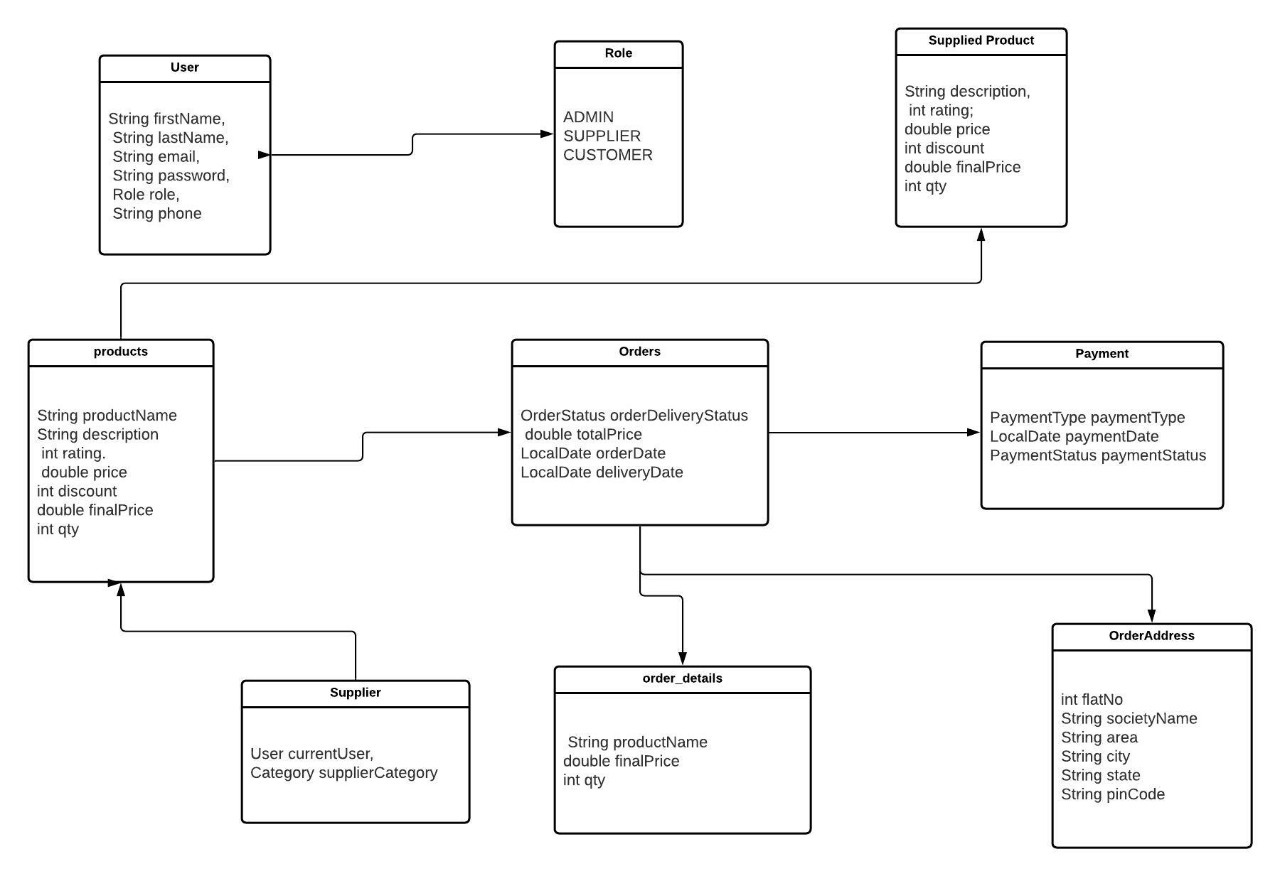 User
String firstName,
String lastName,
String email,
String password,
Role role,
String phone
Role
ADMIN
SUPPLIER
CUSTOMER
Supplied Product
String description,
int rating;
double price
int discount
double finalPrice
int qty
products
String productName
String description
int rating.
double price
int discount
double finalPrice
int qty
Orders
OrderStatus orderDeliveryStatus
double totalPrice
LocalDate orderDate
LocalDate deliveryDate
Payment
PaymentType paymentType
LocalDate paymentDate
PaymentStatus paymentStatus
Supplier
User currentUser,
Category supplierCategory
order_details
String productName
double finalPrice
int qty
OrderAddress
int flatNo
String societyName
String area
String city
String state
String pinCode